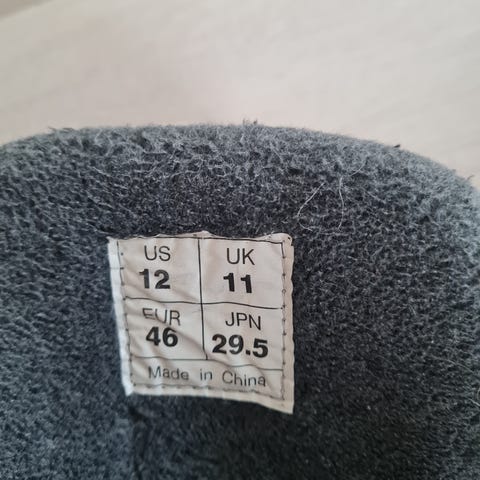 US UK
12 11
EUR JPN
46 29.5
Made in China